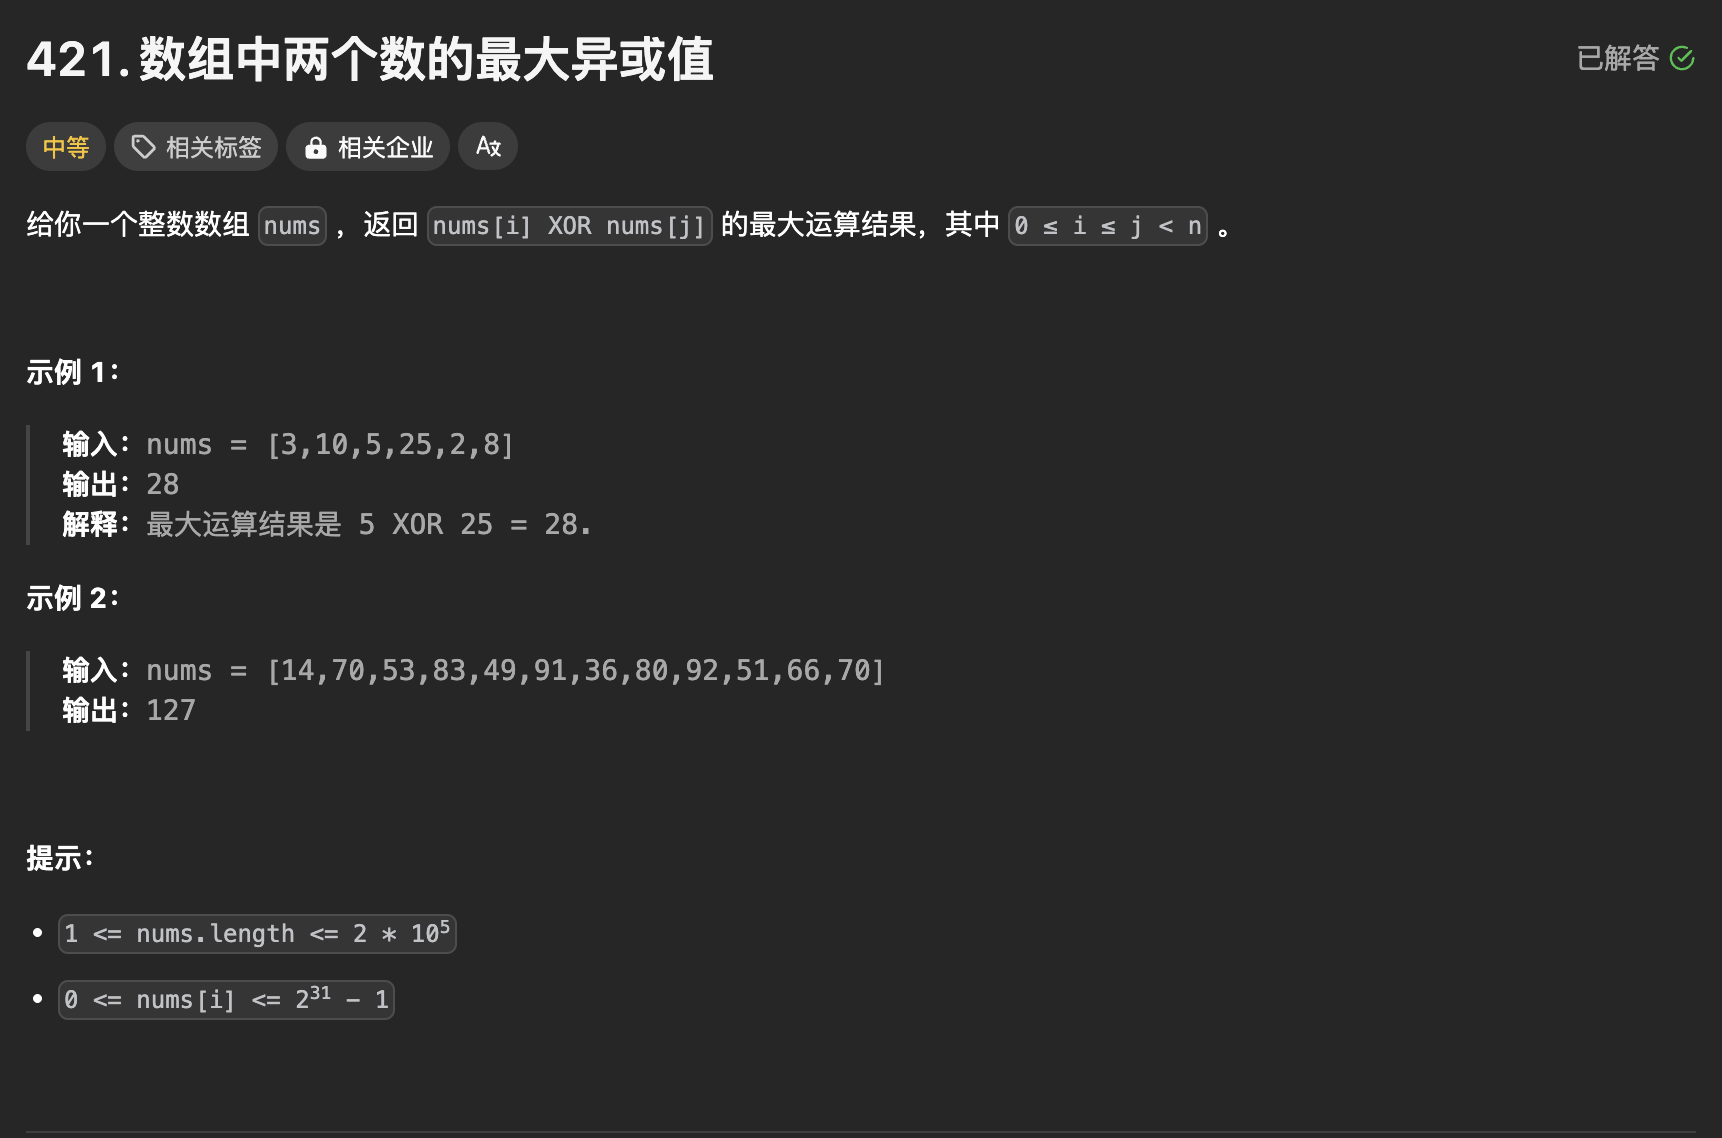 421. 数组中两个数的最大异或值
已解答
中等 相关标签 相关企业 Ax
给你一个整数数组 nums ，返回 nums[i] XOR nums[j] 的最大运算结果，其中 0 ≤ i ≤ j < n 。
示例 1：
输入：nums = [3,10,5,25,2,8]
输出：28
解释：最大运算结果是 5 XOR 25 = 28.
示例 2：
输入：nums = [14,70,53,83,49,91,36,80,92,51,66,70]
输出：127
提示：
• 1 <= nums.length <= 2 * 10⁵
• 0 <= nums[i] <= 2³¹ - 1